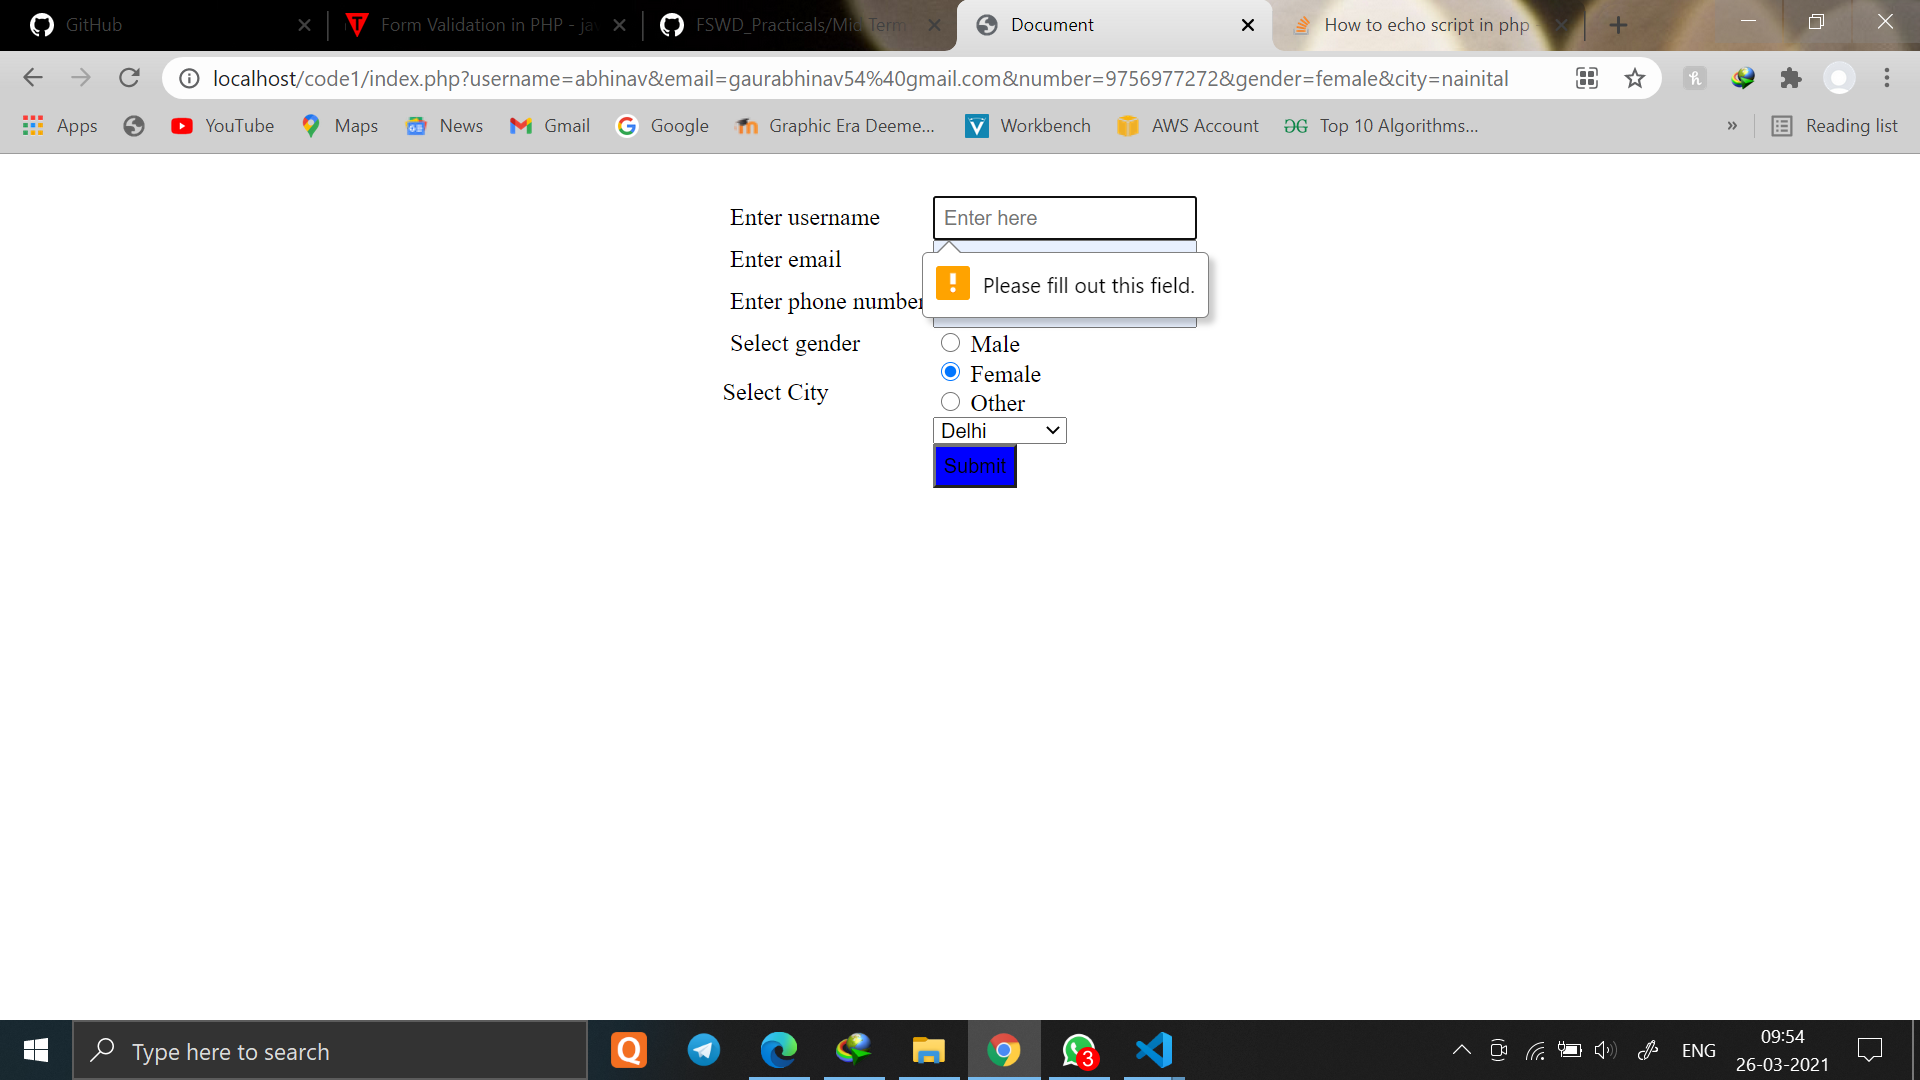 GitHub
Form Validation in PHP - jav
FSWD_Practicals/Mid Term
Document
How to echo script in php
localhost/code1/index.php?username=abhinav&email=gaurabhinav54%40gmail.com&number=9756977272&gender=female&city=nainital
Apps
YouTube
Maps
News
Gmail
Google
Graphic Era Deeme...
Workbench
AWS Account
Top 10 Algorithms...
»
Reading list
Enter username
Enter here
Enter email
Please fill out this field.
Enter phone number
Select gender
Male
Female
Select City
Other
Delhi
Submit
Type here to search
3
ENG
09:54
26-03-2021